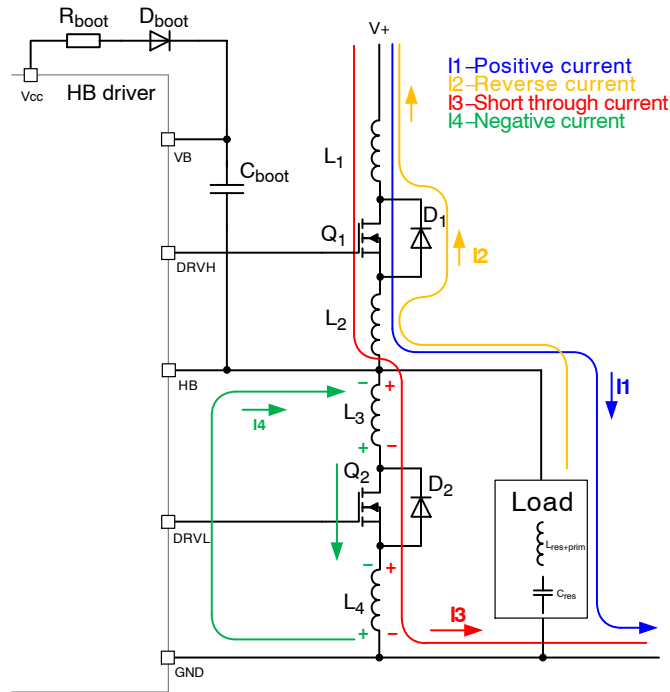 Rboot
Dboot
V+
I1–Positive current
I2–Reverse current
I3–Short through current
I4–Negative current
Vcc
HB driver
VB
Cboot
L1
D1
Q1
I2
DRVH
L2
HB
I1
– +
L3
I4
+ –
Q2
D2
Load
Lres+prim
DRVL
Cres
– +
L4
I3
+ –
GND